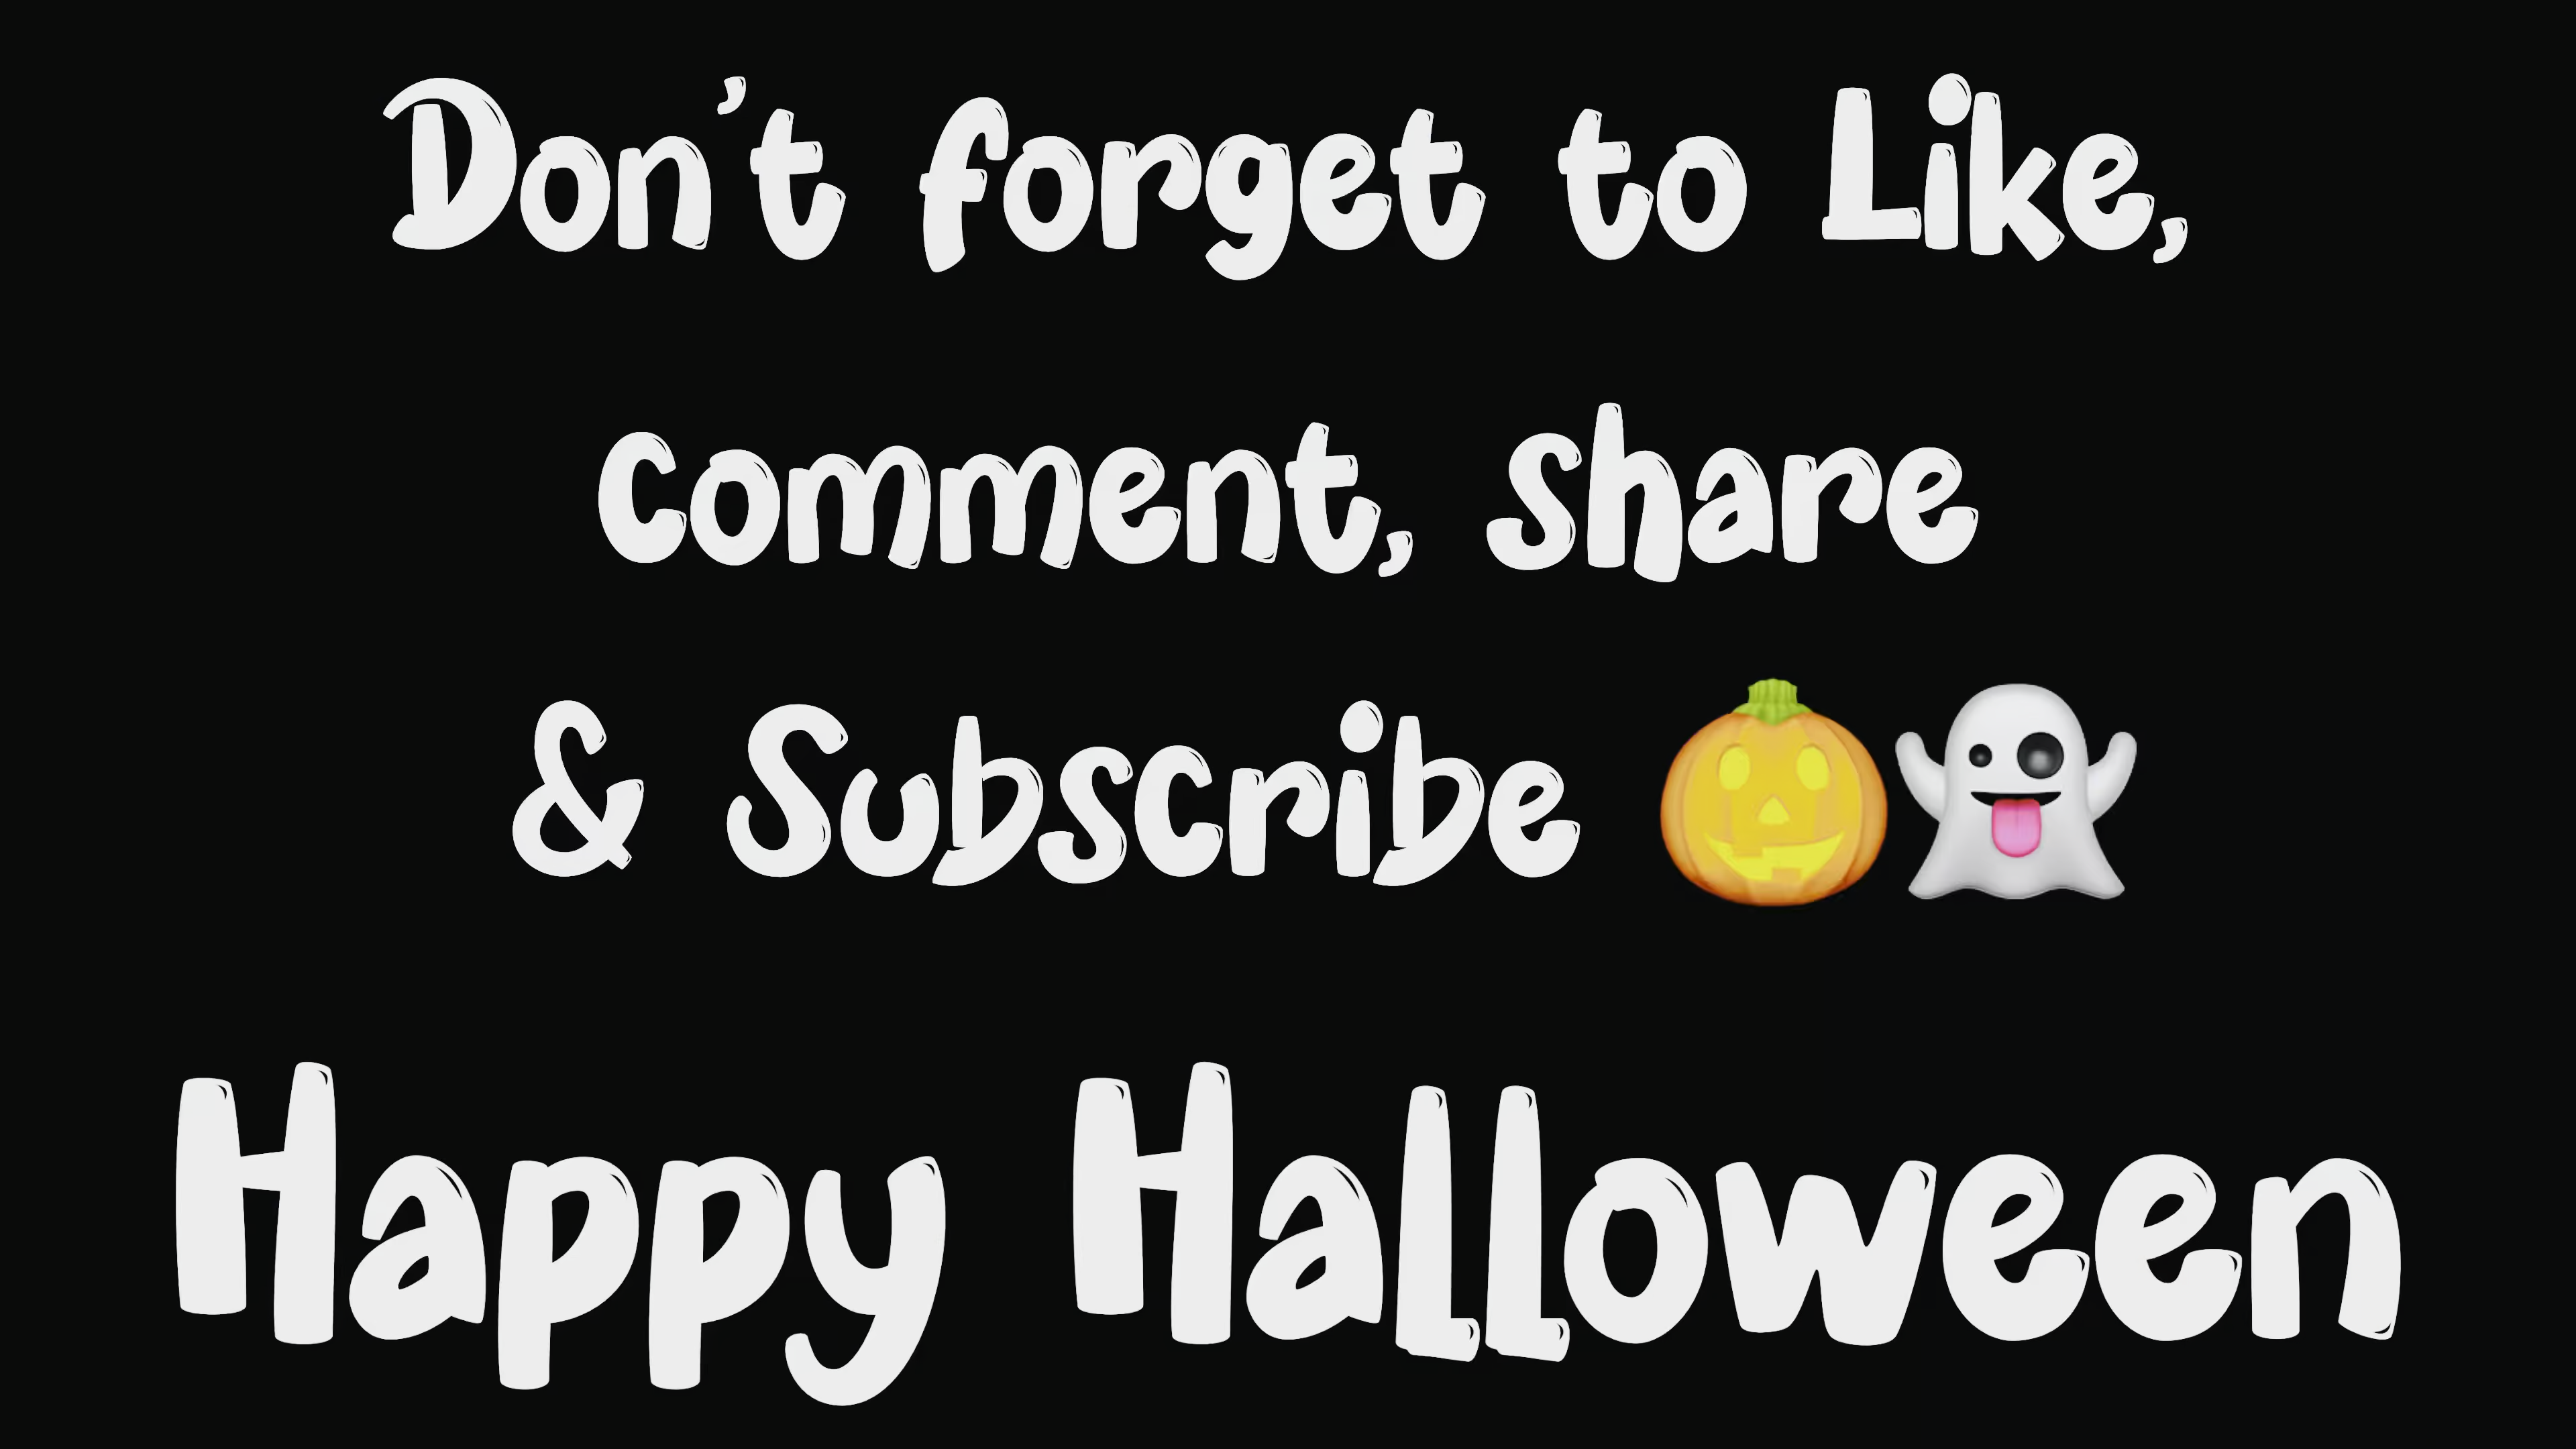 Don't forget to Like,
comment, share
& Subscribe 🎃👻
Happy Halloween